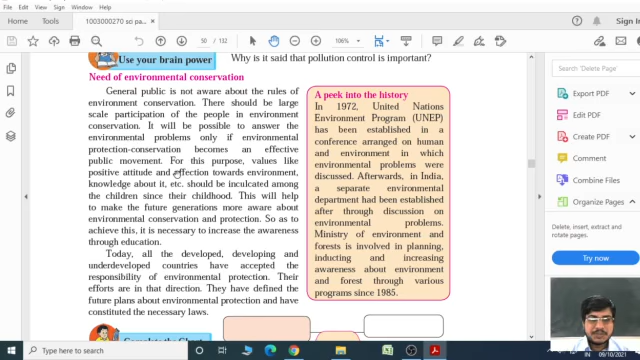 Home
Tools
1003000270 sci pa...
50 / 132
106%
Use your brain power
Why is it said that pollution control is important?
Need of environmental conservation
General public is not aware about the rules of
environment conservation. There should be large
scale participation of the people in environment
conservation. It will be possible to answer the
environmental problems only if environmental
protection-conservation becomes an effective
public movement. For this purpose, values like
positive attitude and affection towards environment,
knowledge about it, etc. should be inculcated among
the children since their childhood. This will help
to make the future generations more aware about
environmental conservation and protection. So as to
achieve this, it is necessary to increase the awareness
through education.
Today, all the developed, developing and
underdeveloped countries have accepted the
responsibility of environmental protection. Their
efforts are in that direction. They have defined the
future plans about environmental protection and have
constituted the necessary laws.
A peek into the history
In 1972, United Nations
Environment Program (UNEP)
has been established in a
conference arranged on human
and environment in which
environmental problems were
discussed. Afterwards, in India,
a separate environmental
department had been established
after through discussion on
environmental problems.
Ministry of environment and
forests is involved in planning,
inducting and increasing
awareness about environment
and forest through various
programs since 1985.
Complete the Chart
Search 'Delete Page'
Export PDF
Edit PDF
Create PDF
Comment
Combine Files
Organize Pages
Delete, insert, extract and
rotate pages.
Try now
Type here to search
IN
09/10/2021